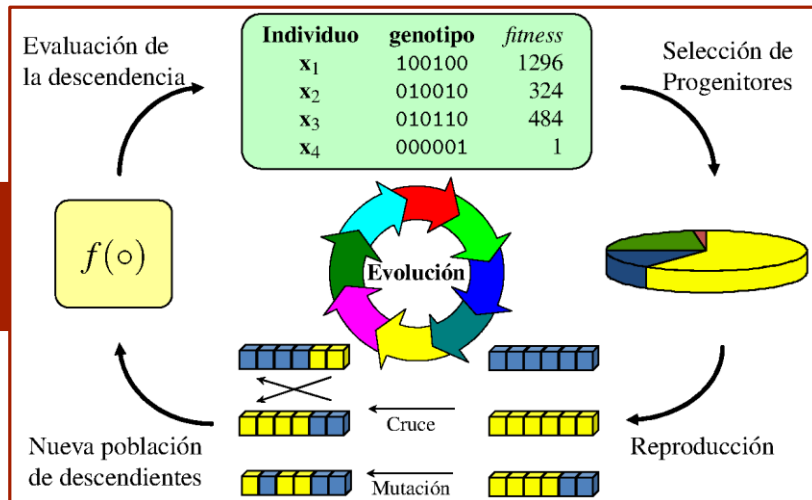 Evaluación de
la descendencia
Individuo genotipo fitness
x1 100100 1296
x2 010010 324
x3 010110 484
x4 000001 1
Selección de
Progenitores
f(○)
Evolución
Cruce
Mutación
Reproducción
Nueva población
de descendientes